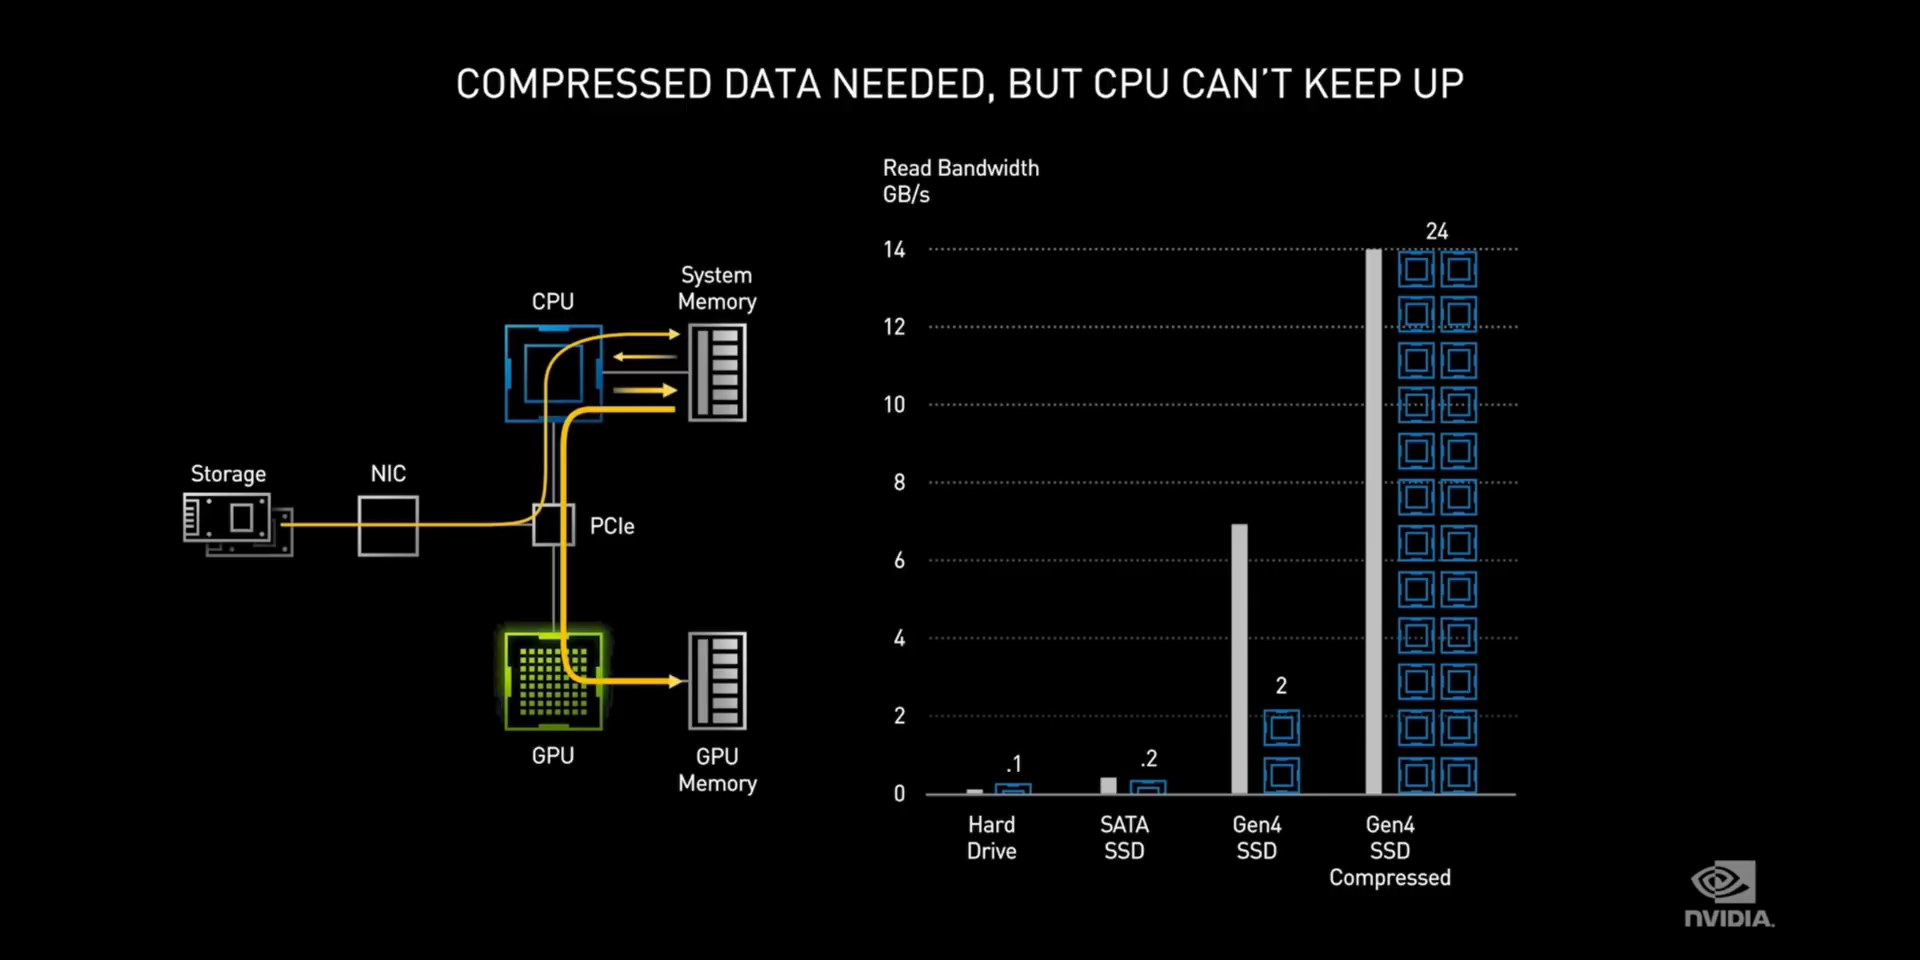 COMPRESSED DATA NEEDED, BUT CPU CAN'T KEEP UP
Storage
NIC
CPU
System
Memory
PCIe
GPU
GPU
Memory
Read Bandwidth
GB/s
14
12
10
8
6
4
2
0
.1
.2
2
24
Hard
Drive
SATA
SSD
Gen4
SSD
Gen4
SSD
Compressed
NVIDIA.